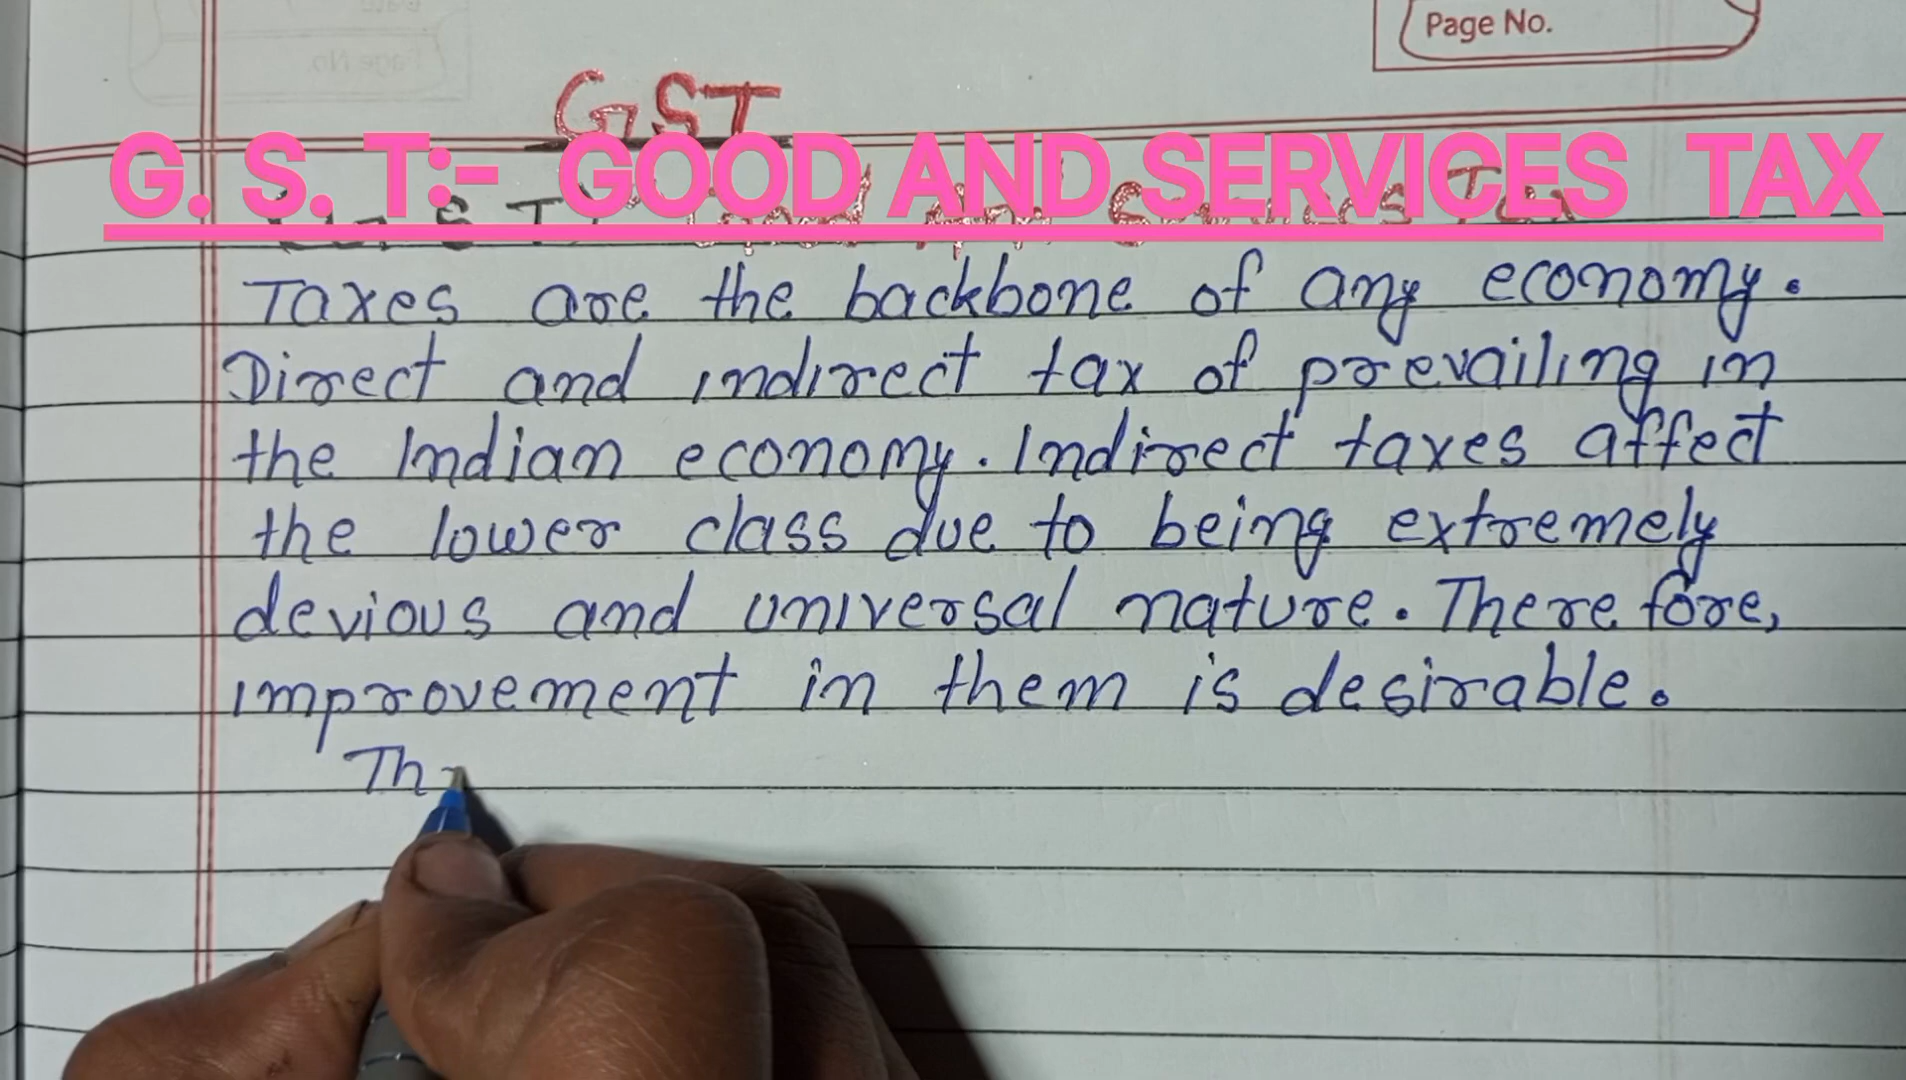 Page No.
GST
G. S. T:- GOOD AND SERVICES TAX
Taxes are the backbone of any economy.
Direct and indirect tax of prevailing in
the Indian economy. Indirect taxes affect
the lower class due to being extremely
devious and universal nature. There fore,
improvement in them is desirable.
Th